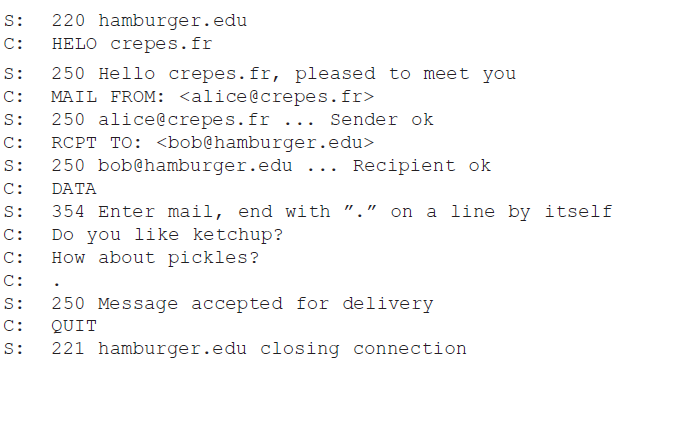 S: 220 hamburger.edu
C: HELO crepes.fr
S: 250 Hello crepes.fr, pleased to meet you
C: MAIL FROM: <alice@crepes.fr>
S: 250 alice@crepes.fr ... Sender ok
C: RCPT TO: <bob@hamburger.edu>
S: 250 bob@hamburger.edu ... Recipient ok
C: DATA
S: 354 Enter mail, end with ”.” on a line by itself
C: Do you like ketchup?
C: How about pickles?
C: .
S: 250 Message accepted for delivery
C: QUIT
S: 221 hamburger.edu closing connection